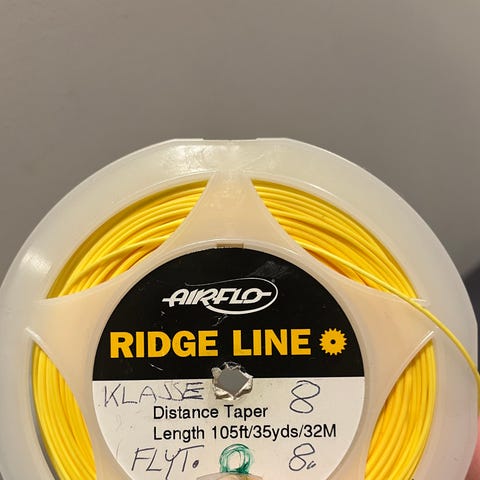 AIRFLO
RIDGE LINE
KLASSE 8
Distance Taper
Length 105ft/35yds/32M
FLYT. 8.